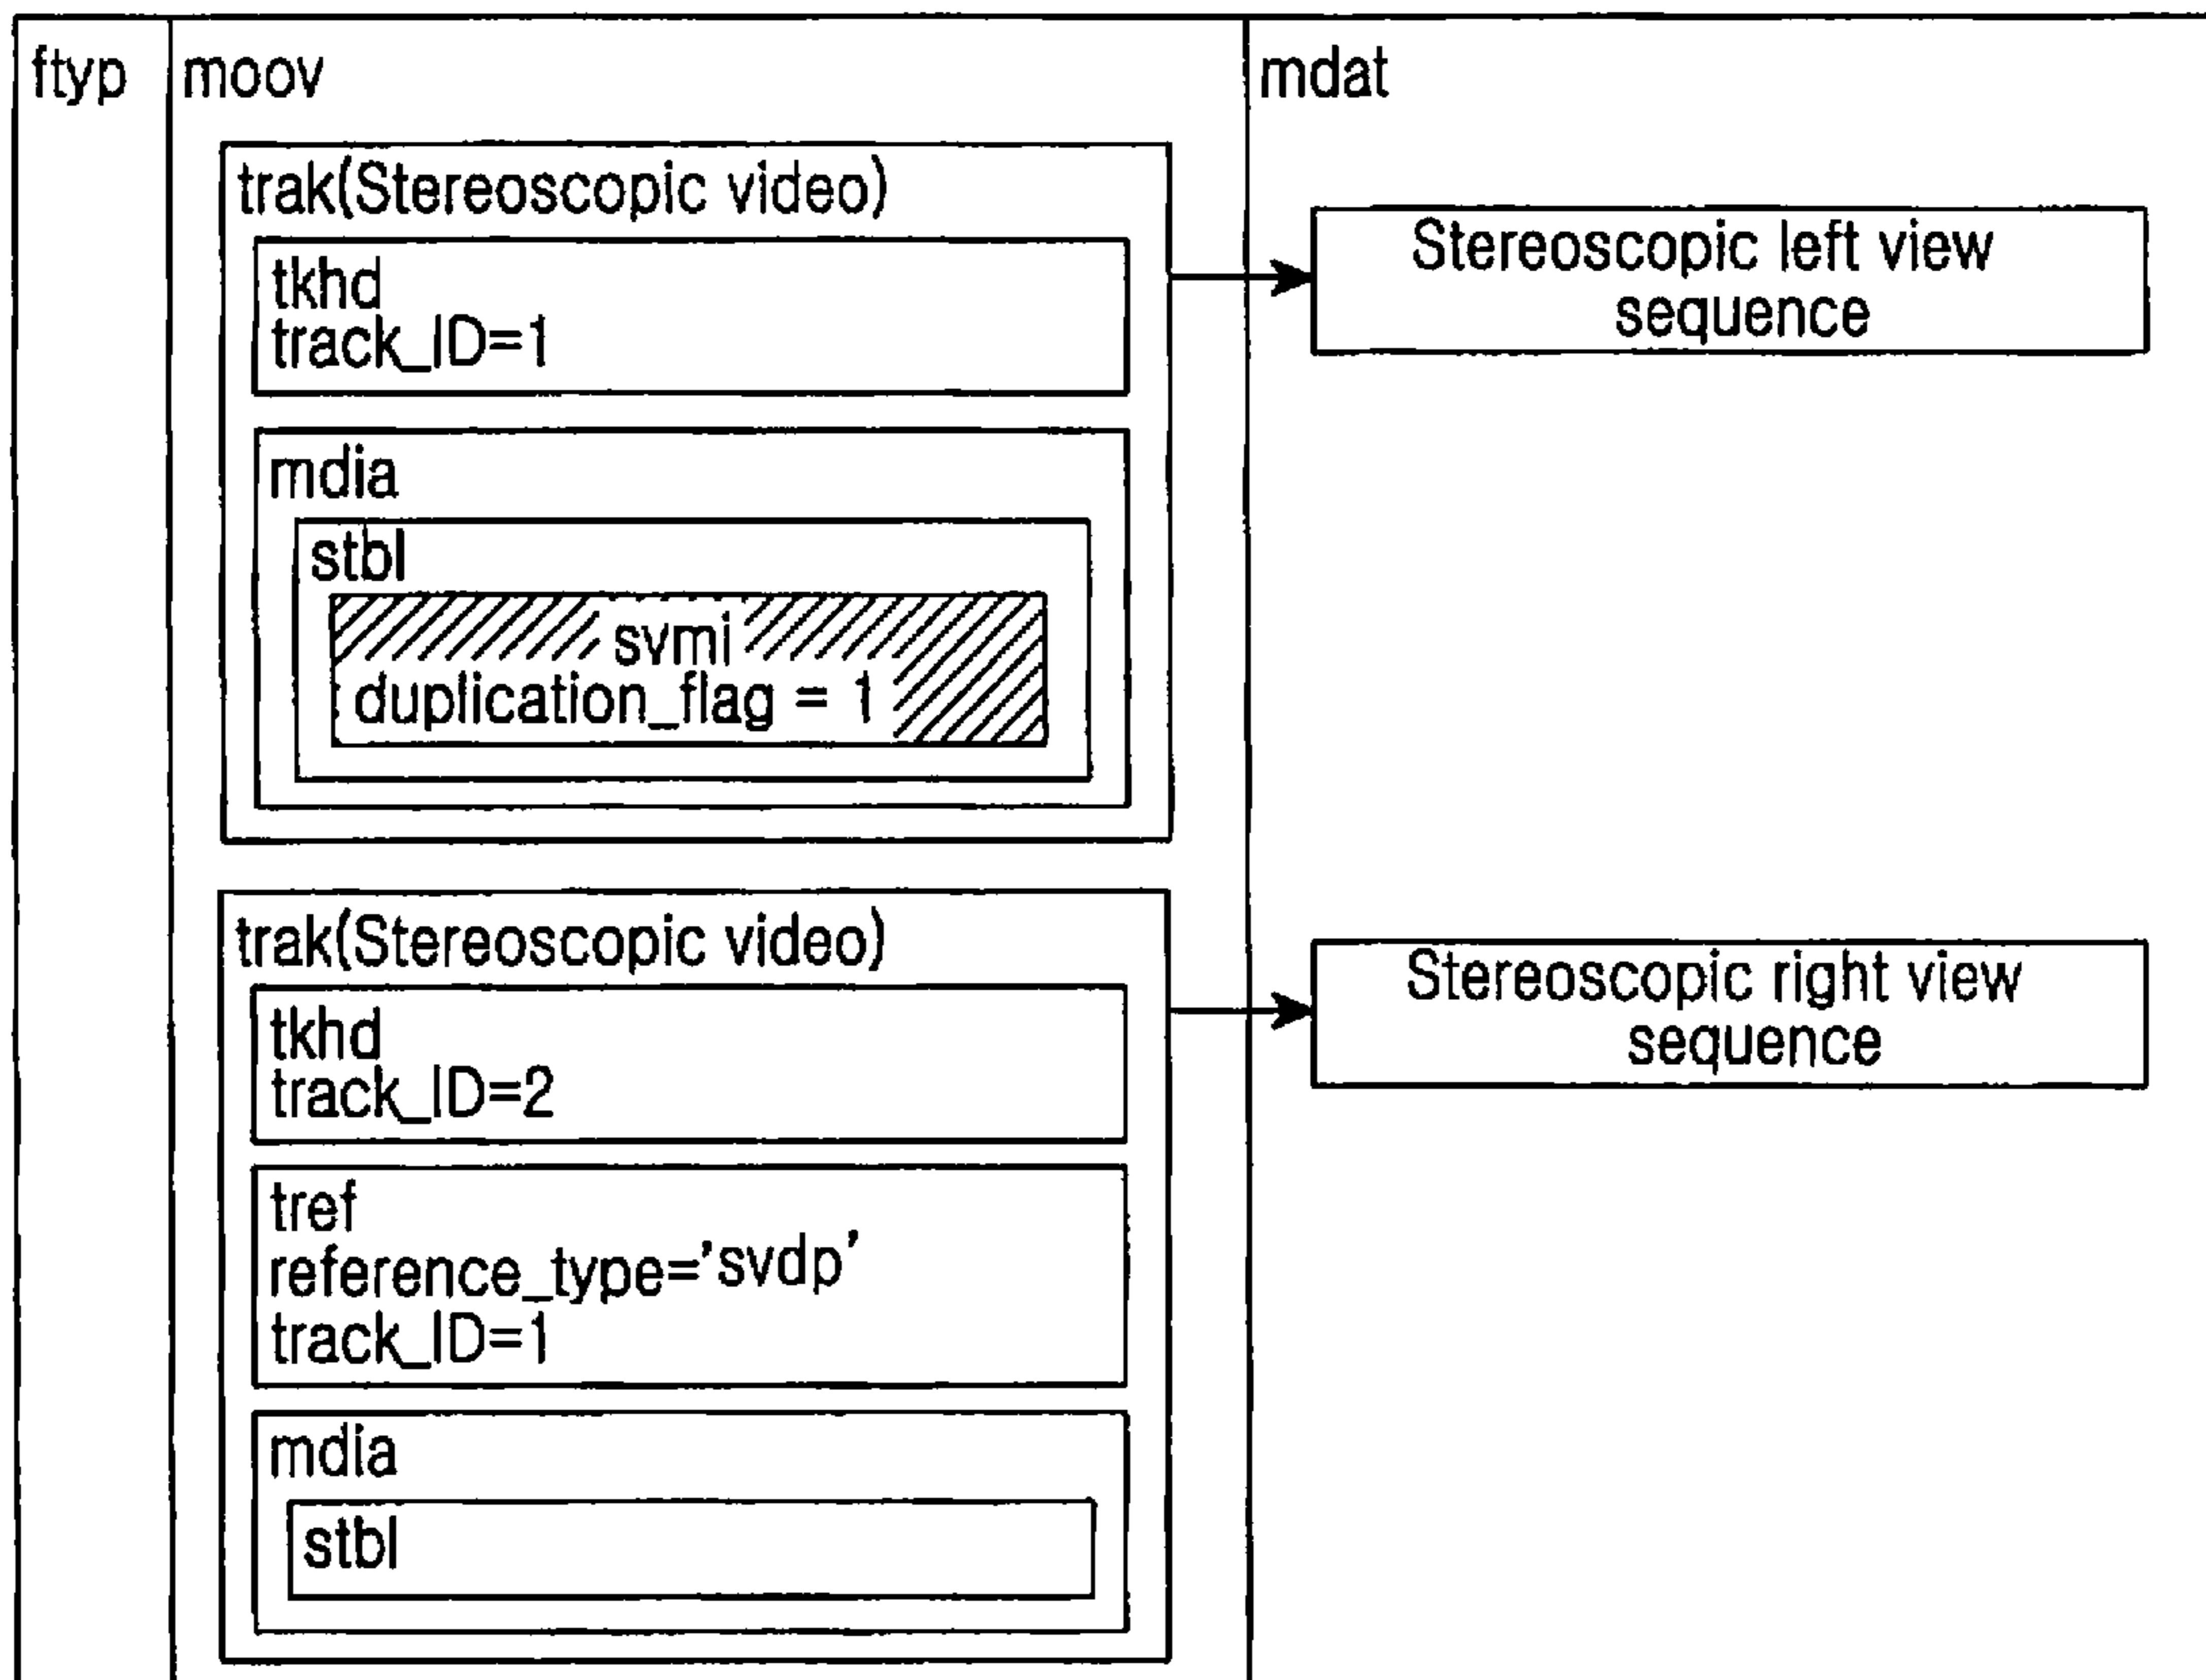 ftyp
moov
mdat
trak(Stereoscopic video)
tkhd
track_ID=1
mdia
stbl
svmi
duplication_flag = 1
Stereoscopic left view
sequence
trak(Stereoscopic video)
tkhd
track_ID=2
tref
reference_type='svdp'
track_ID=1
mdia
stbl
Stereoscopic right view
sequence